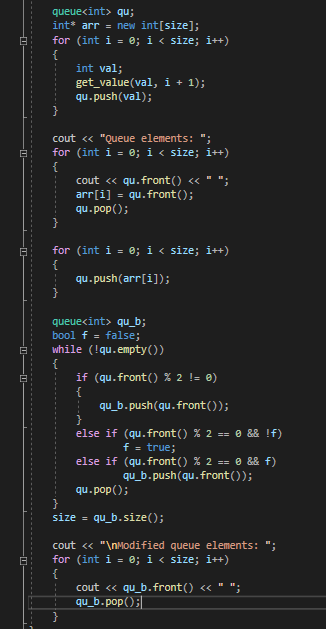 queue<int> qu;
int* arr = new int[size];
for (int i = 0; i < size; i++)
{
int val;
get_value(val, i + 1);
qu.push(val);
}
cout << "Queue elements: ";
for (int i = 0; i < size; i++)
{
cout << qu.front() << " ";
arr[i] = qu.front();
qu.pop();
}
for (int i = 0; i < size; i++)
{
qu.push(arr[i]);
}
queue<int> qu_b;
bool f = false;
while (!qu.empty())
{
if (qu.front() % 2 != 0)
{
qu_b.push(qu.front());
}
else if (qu.front() % 2 == 0 && !f)
f = true;
else if (qu.front() % 2 == 0 && f)
qu_b.push(qu.front());
qu.pop();
}
size = qu_b.size();
cout << "\nModified queue elements: ";
for (int i = 0; i < size; i++)
{
cout << qu_b.front() << " ";
qu_b.pop();
}